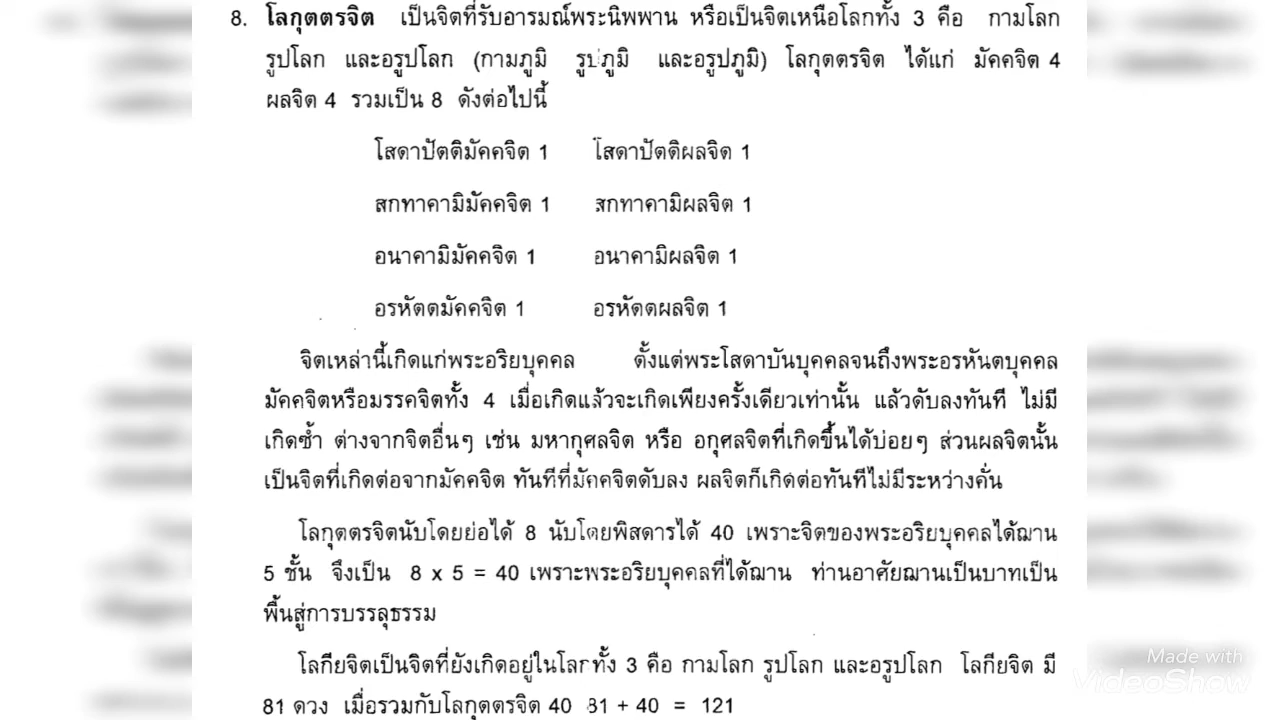 8. โลกุตตรจิต เป็นจิตที่รับอารมณ์พระนิพพาน หรือเป็นจิตเหนือโลกทั้ง 3 คือ กามโลก
รูปโลก และอรูปโลก (กามภูมิ รูปภูมิ และอรูปภูมิ) โลกุตตรจิต ได้แก่ มัคคจิต 4
ผลจิต 4 รวมเป็น 8 ดังต่อไปนี้
โสดาปัตติมัคคจิต 1 โสดาปัตติผลจิต 1
สกทาคามิมัคคจิต 1 สกทาคามิผลจิต 1
อนาคามิมัคคจิต 1 อนาคามิผลจิต 1
อรหัตตมัคคจิต 1 อรหัตตผลจิต 1
จิตเหล่านี้เกิดแก่พระอริยบุคคล ตั้งแต่พระโสดาบันบุคคลจนถึงพระอรหันตบุคคล
มัคคจิตหรือมรรคจิตทั้ง 4 เมื่อเกิดแล้วจะเกิดเพียงครั้งเดียวเท่านั้น แล้วดับลงทันที ไม่มี
เกิดซ้ำ ต่างจากจิตอื่นๆ เช่น มหากุศลจิต หรือ อกุศลจิตที่เกิดขึ้นได้บ่อยๆ ส่วนผลจิตนั้น
เป็นจิตที่เกิดต่อจากมัคคจิต ทันทีที่มัคคจิตดับลง ผลจิตก็เกิดต่อทันทีไม่มีระหว่างคั่น
โลกุตตรจิตนับโดยย่อได้ 8 นับโดยพิสดารได้ 40 เพราะจิตของพระอริยบุคคลได้ฌาน
5 ชั้น จึงเป็น 8 x 5 = 40 เพราะพระอริยบุคคลที่ได้ฌาน ท่านอาศัยฌานเป็นบาทเป็น
พื้นสู่การบรรลุธรรม
โลกียจิตเป็นจิตที่ยังเกิดอยู่ในโลกทั้ง 3 คือ กามโลก รูปโลก และอรูปโลก โลกียจิต มี
81 ดวง เมื่อรวมกับโลกุตตรจิต 40 81 + 40 = 121
Made with
VideoShow